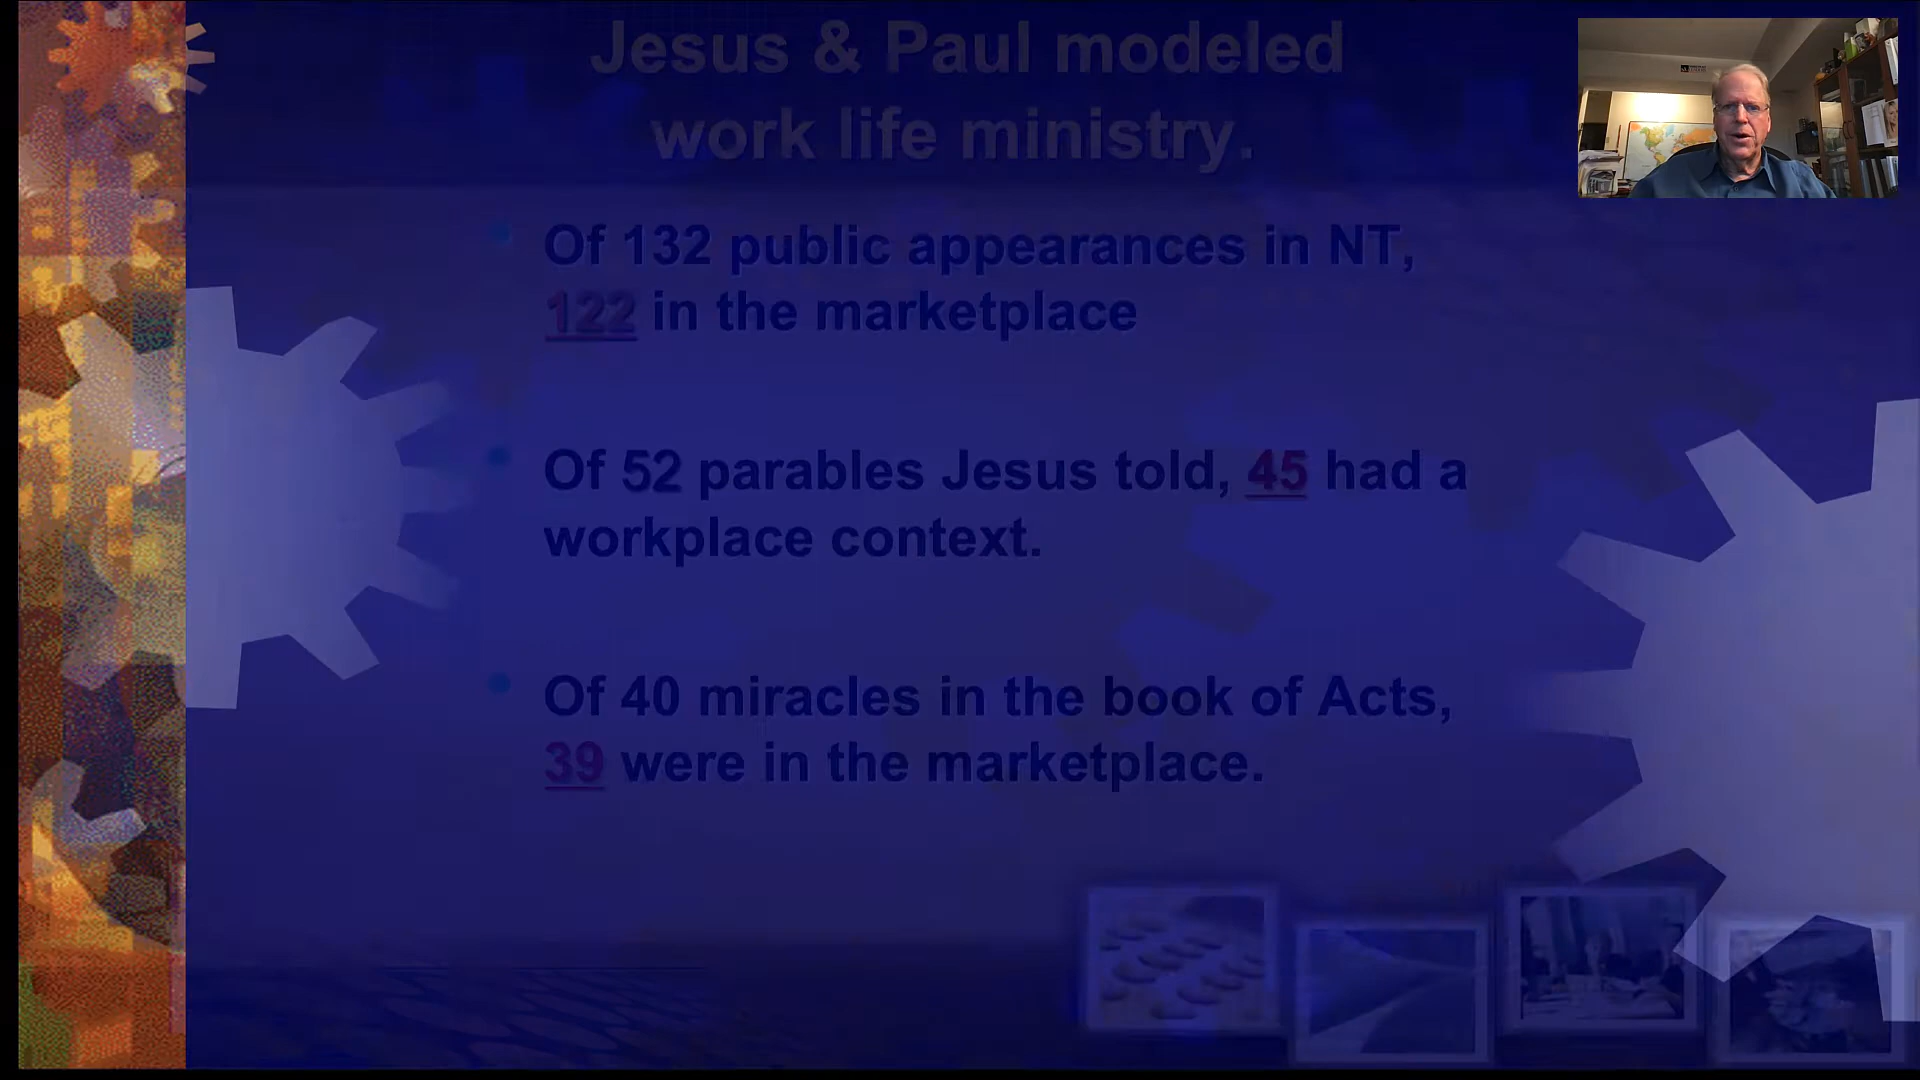 Jesus & Paul modeled
work life ministry.
Of 132 public appearances in NT,
122 in the marketplace
Of 52 parables Jesus told, 45 had a
workplace context.
Of 40 miracles in the book of Acts,
39 were in the marketplace.